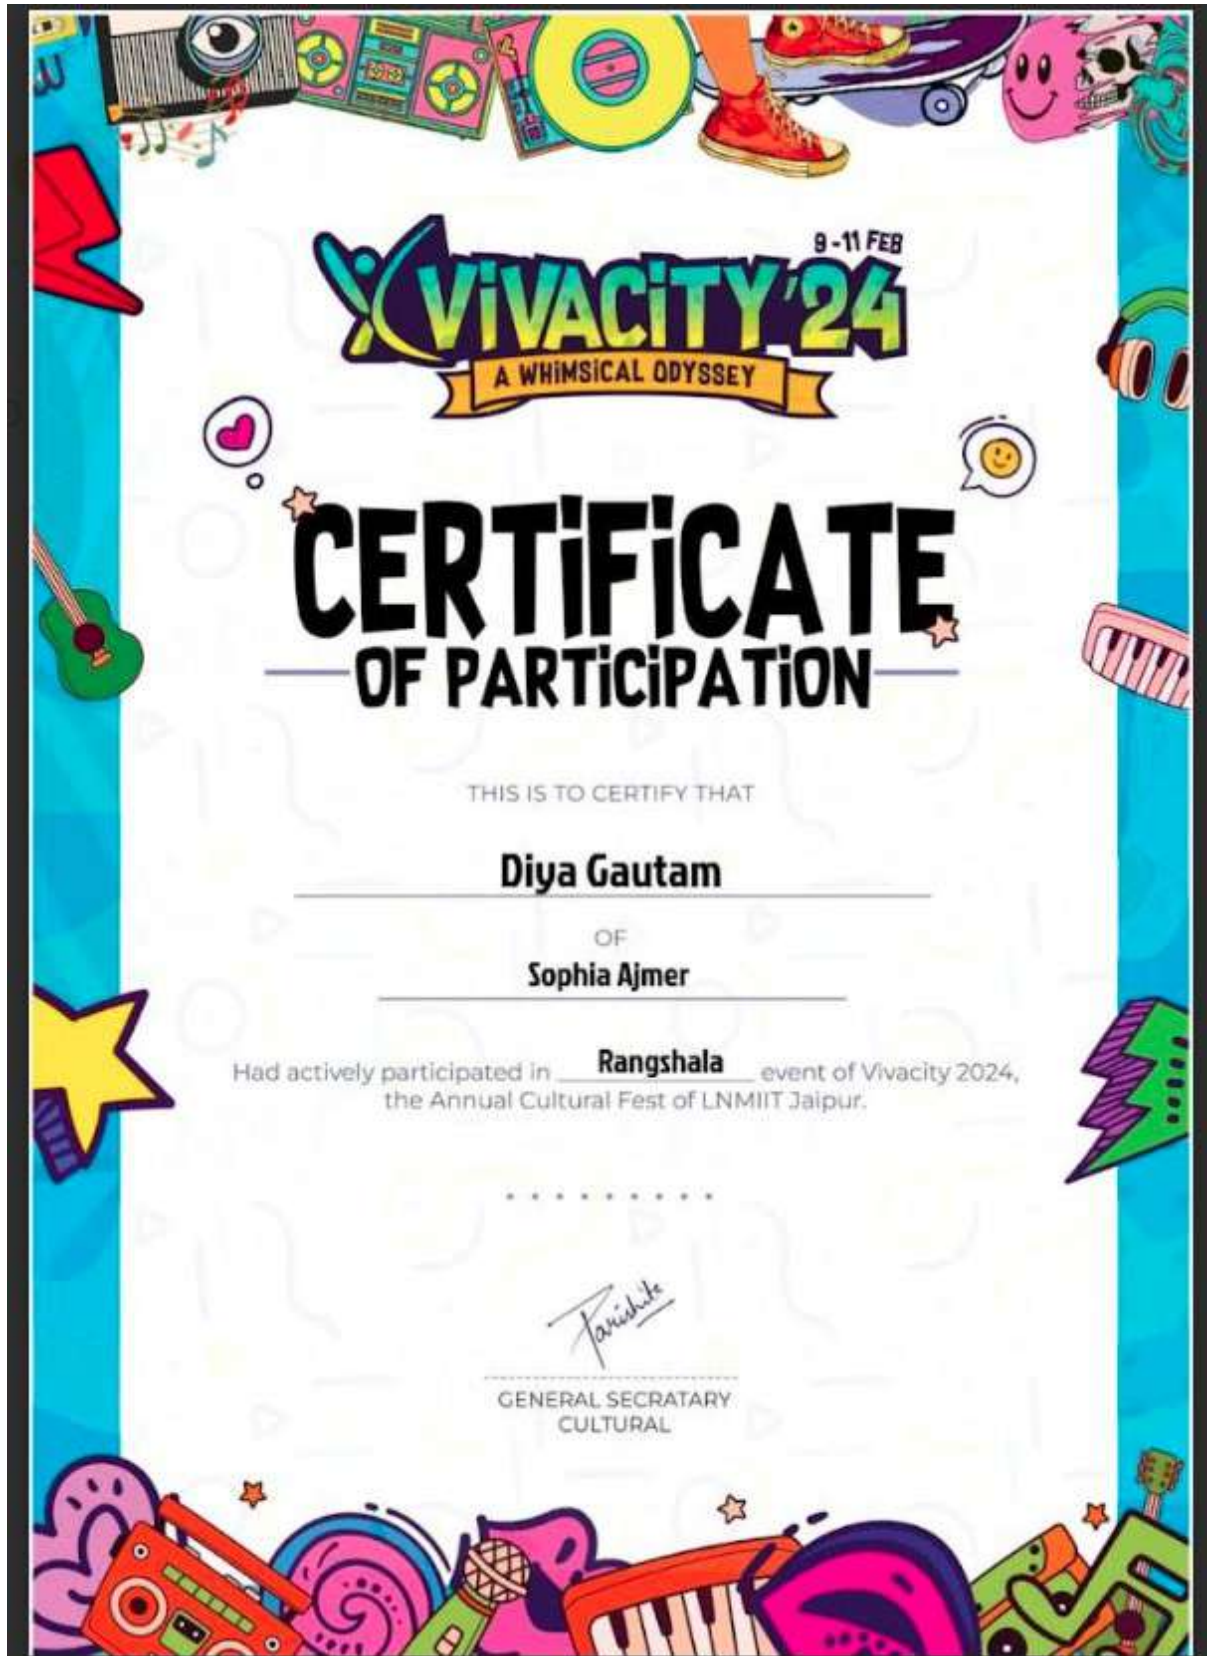 9-11 FEB
ViVACiTY'24
A WHiMSiCAL ODYSSEY
CERTiFiCATE
OF PARTiCiPATiON
THIS IS TO CERTIFY THAT
Diya Gautam
OF
Sophia Ajmer
Had actively participated in Rangshala event of Vivacity 2024,
the Annual Cultural Fest of LNMIIT Jaipur.
GENERAL SECRATARY
CULTURAL